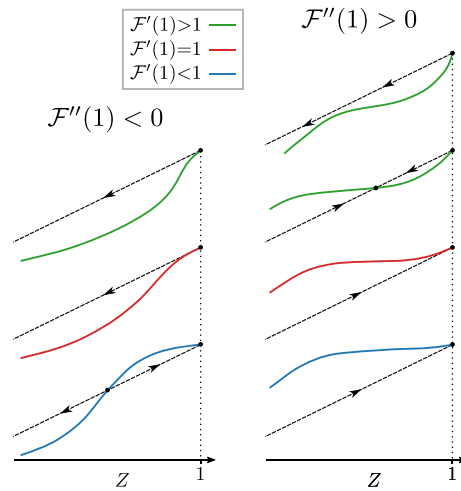 𝓕′(1)>1
𝓕′(1)=1
𝓕′(1)<1
𝓕′′(1) > 0
𝓕′′(1) < 0
Z 1
Z 1